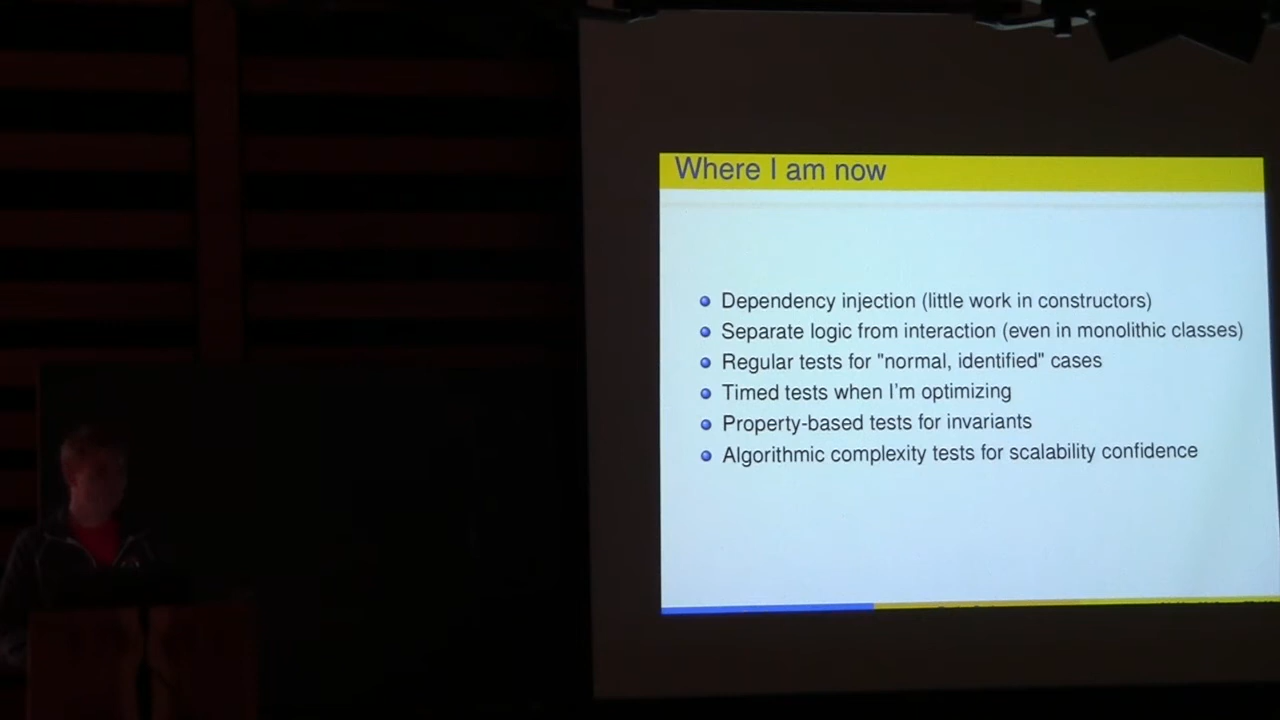 Where I am now
Dependency injection (little work in constructors)
Separate logic from interaction (even in monolithic classes)
Regular tests for "normal, identified" cases
Timed tests when I'm optimizing
Property-based tests for invariants
Algorithmic complexity tests for scalability confidence